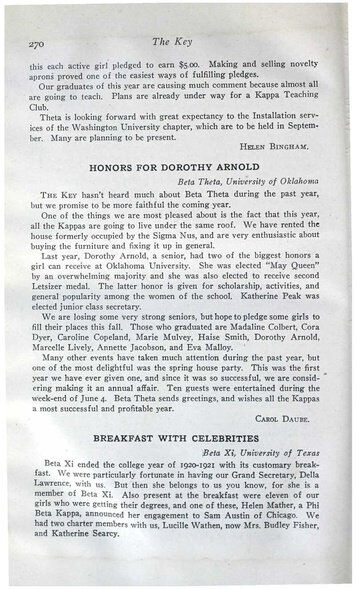 270
The Key
this each active girl pledged to earn $5.00. Making and selling novelty
aprons proved one of the easiest ways of fulfilling pledges.
Our graduates of this year are causing much comment because almost all
are going to teach. Plans are already under way for a Kappa Teaching
Club.
Theta is looking forward with great expectancy to the Installation serv-
ices of the Washington University chapter, which are to be held in Septem-
ber. Many are planning to be present.
HELEN BINGHAM.
HONORS FOR DOROTHY ARNOLD
Beta Theta, University of Oklahoma
THE KEY hasn't heard much about Beta Theta during the past year,
but we promise to be more faithful the coming year.
One of the things we are most pleased about is the fact that this year,
all the Kappas are going to live under the same roof. We have rented the
house formerly occupied by the Sigma Nus, and are very enthusiastic about
buying the furniture and fixing it up in general.
Last year, Dorothy Arnold, a senior, had two of the biggest honors a
girl can receive at Oklahoma University. She was elected "May Queen"
by an overwhelming majority and she was also elected to receive second
Letsizer medal. The latter honor is given for scholarship, activities, and
general popularity among the women of the school. Katherine Peak was
elected junior class secretary.
We are losing some very strong seniors, but hope to pledge some girls to
fill their places this fall. Those who graduated are Madaline Colbert, Cora
Dyer, Caroline Copeland, Marie Mulvey, Haise Smith, Dorothy Arnold,
Marcelle Lively, Annette Jacobson, and Eva Malloy.
Many other events have taken much attention during the past year, but
one of the most delightful was the spring house party. This was the first
year we have ever given one, and since it was so successful, we are consid-
ering making it an annual affair. Ten guests were entertained during the
week-end of June 4. Beta Theta sends greetings, and wishes all the Kappas
a most successful and profitable year.
CAROL DAUBE.
BREAKFAST WITH CELEBRITIES
Beta Xi, University of Texas
Beta Xi ended the college year of 1920-1921 with its customary break-
fast. We were particularly fortunate in having our Grand Secretary, Della
Lawrence, with us. But then she belongs to us you know, for she is a
member of Beta Xi. Also present at the breakfast were eleven of our
girls who were getting their degrees, and one of these, Helen Mather, a Phi
Beta Kappa, announced her engagement to Sam Austin of Chicago. We
had two charter members with us, Lucille Wathen, now Mrs. Budley Fisher,
and Katherine Searcy.